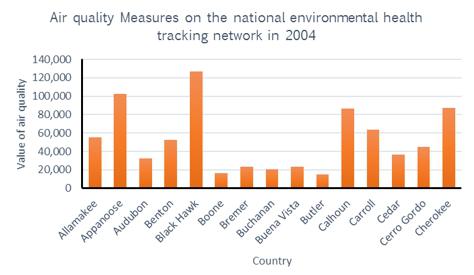 Air quality Measures on the national environmental health
tracking network in 2004
Value of air quality
140,000
120,000
100,000
80,000
60,000
40,000
20,000
0
Allamakee
Appanoose
Audubon
Benton
Black Hawk
Boone
Bremer
Buchanan
Buena Vista
Butler
Calhoun
Carroll
Cedar
Cerro Gordo
Cherokee
Country